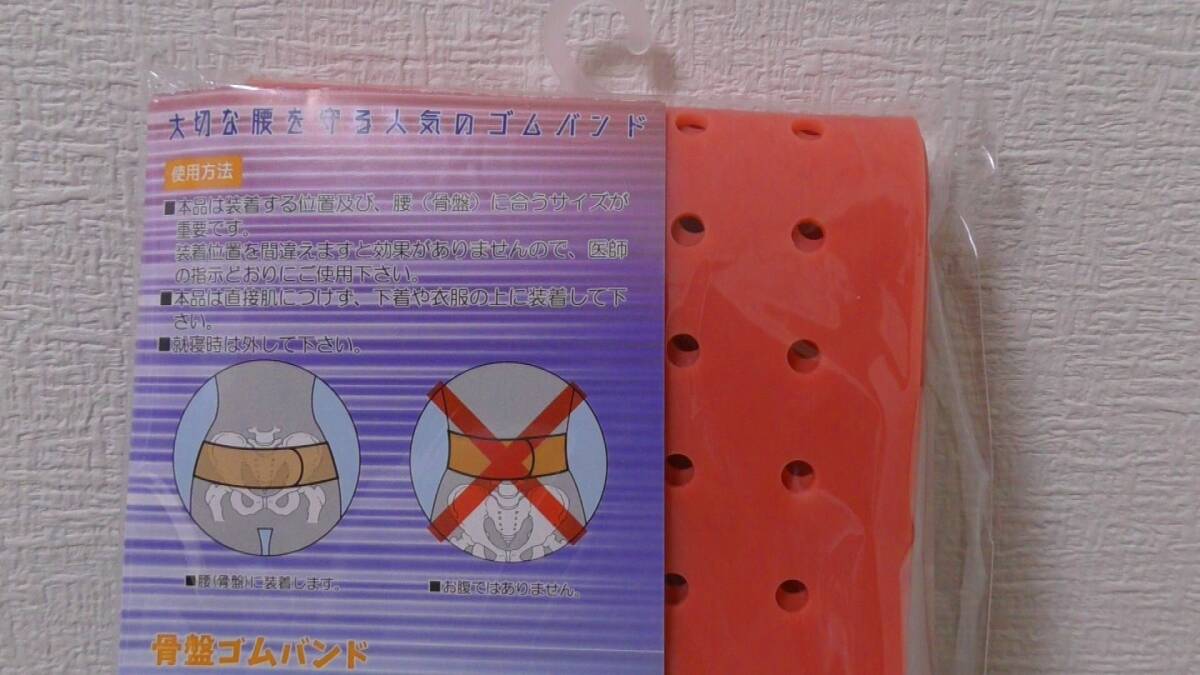 大切な腰を守る人気のゴムバンド
使用方法
■本品は装着する位置及び、腰(骨盤)に合うサイズが
重要です。
装着位置を間違えますと効果がありませんので、医師
の指示どおりにご使用下さい。
■本品は直接肌につけず、下着や衣服の上に装着して下
さい。
■就寝時は外して下さい。
■腰(骨盤)に装着します。
■お腹ではありません。
骨盤ゴムバンド